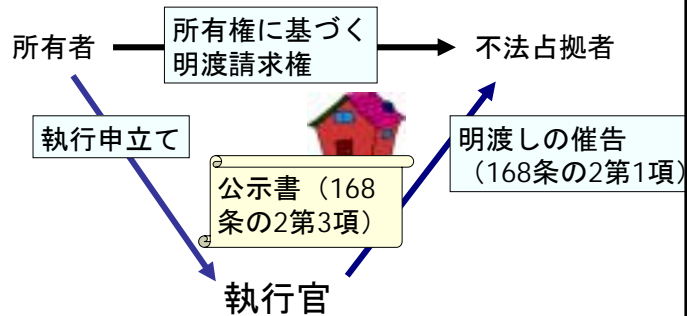 所有者
所有権に基づく
明渡請求権
不法占拠者
執行申立て
明渡しの催告
（168条の2第1項）
公示書（168
条の2第3項）
執行官